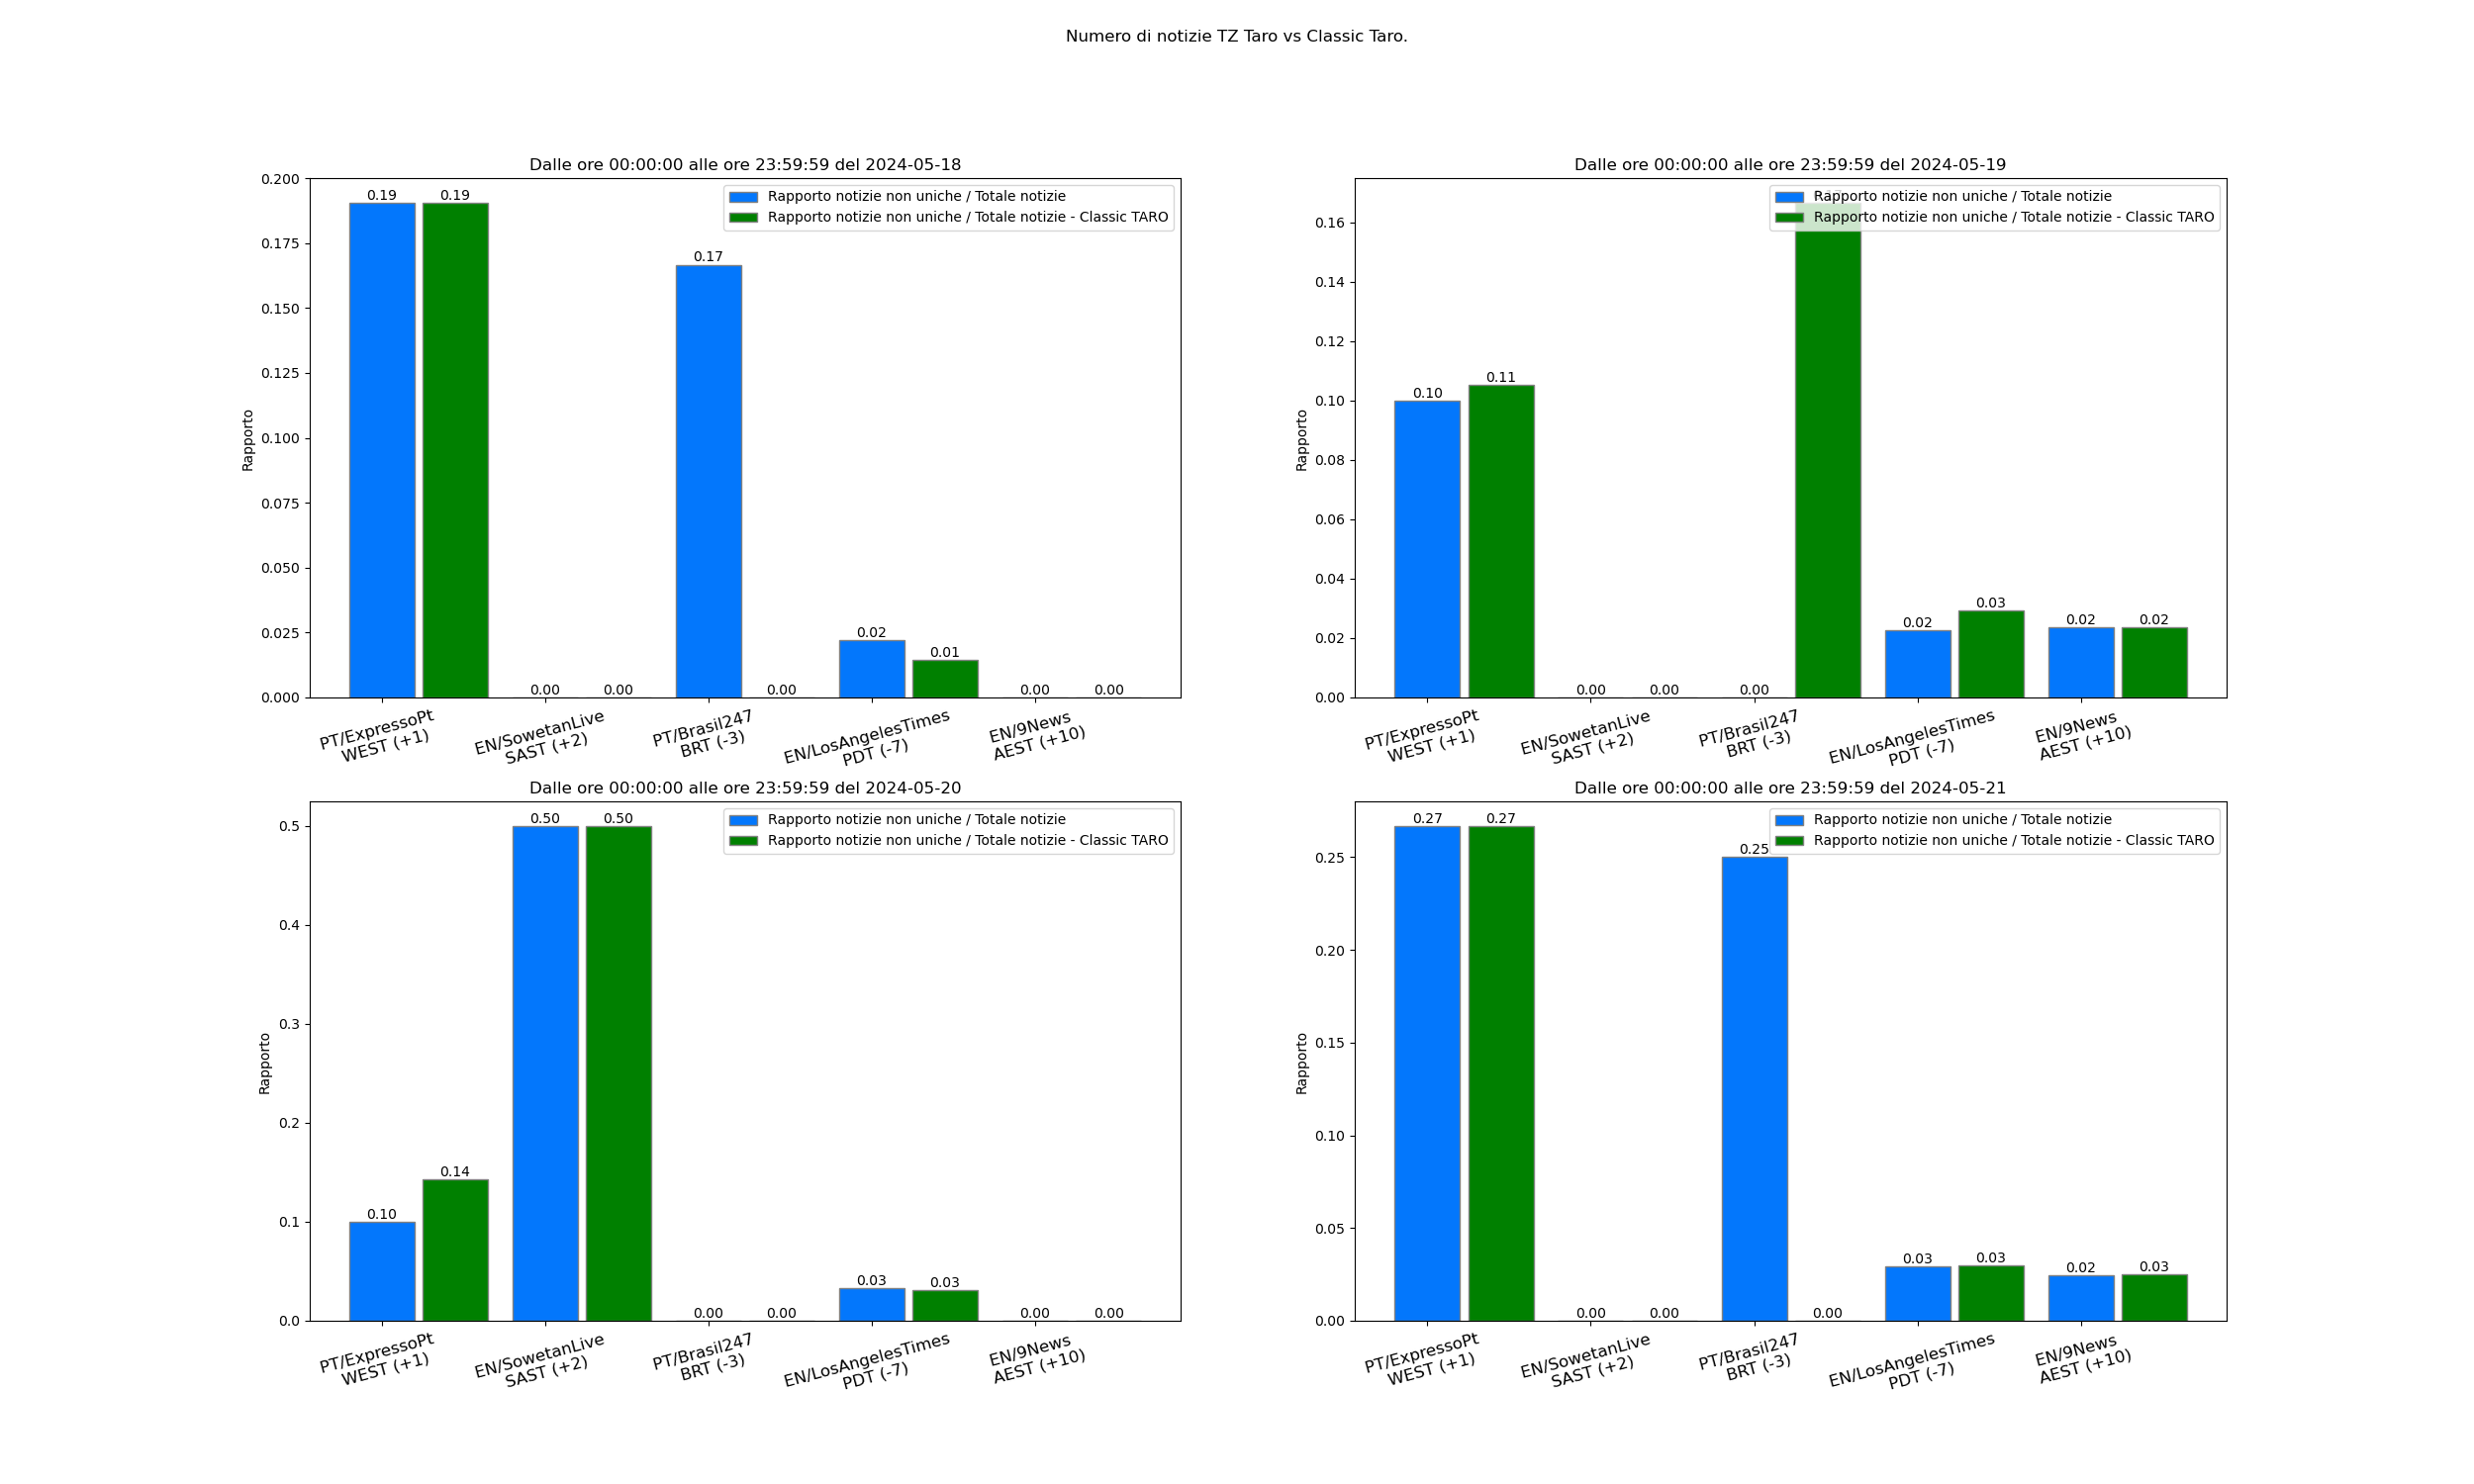 Numero di notizie TZ Taro vs Classic Taro.
Dalle ore 00:00:00 alle ore 23:59:59 del 2024-05-18
Rapporto notizie non uniche / Totale notizie
Rapporto notizie non uniche / Totale notizie - Classic TARO
Rapporto
0.200
0.175
0.150
0.125
0.100
0.075
0.050
0.025
0.000
0.19
0.19
0.00
0.00
0.17
0.00
0.02
0.01
0.00
0.00
PT/ExpressoPt
WEST (+1)
EN/SowetanLive
SAST (+2)
PT/Brasil247
BRT (-3)
EN/LosAngelesTimes
PDT (-7)
EN/9News
AEST (+10)
Dalle ore 00:00:00 alle ore 23:59:59 del 2024-05-19
Rapporto notizie non uniche / Totale notizie
Rapporto notizie non uniche / Totale notizie - Classic TARO
Rapporto
0.16
0.14
0.12
0.10
0.08
0.06
0.04
0.02
0.00
0.10
0.11
0.00
0.00
0.00
0.02
0.03
0.02
0.02
PT/ExpressoPt
WEST (+1)
EN/SowetanLive
SAST (+2)
PT/Brasil247
BRT (-3)
EN/LosAngelesTimes
PDT (-7)
EN/9News
AEST (+10)
Dalle ore 00:00:00 alle ore 23:59:59 del 2024-05-20
Rapporto notizie non uniche / Totale notizie
Rapporto notizie non uniche / Totale notizie - Classic TARO
Rapporto
0.5
0.4
0.3
0.2
0.1
0.0
0.10
0.14
0.50
0.50
0.00
0.00
0.03
0.03
0.00
0.00
PT/ExpressoPt
WEST (+1)
EN/SowetanLive
SAST (+2)
PT/Brasil247
BRT (-3)
EN/LosAngelesTimes
PDT (-7)
EN/9News
AEST (+10)
Dalle ore 00:00:00 alle ore 23:59:59 del 2024-05-21
Rapporto notizie non uniche / Totale notizie
Rapporto notizie non uniche / Totale notizie - Classic TARO
Rapporto
0.25
0.20
0.15
0.10
0.05
0.00
0.27
0.27
0.00
0.00
0.25
0.00
0.03
0.03
0.02
0.03
PT/ExpressoPt
WEST (+1)
EN/SowetanLive
SAST (+2)
PT/Brasil247
BRT (-3)
EN/LosAngelesTimes
PDT (-7)
EN/9News
AEST (+10)